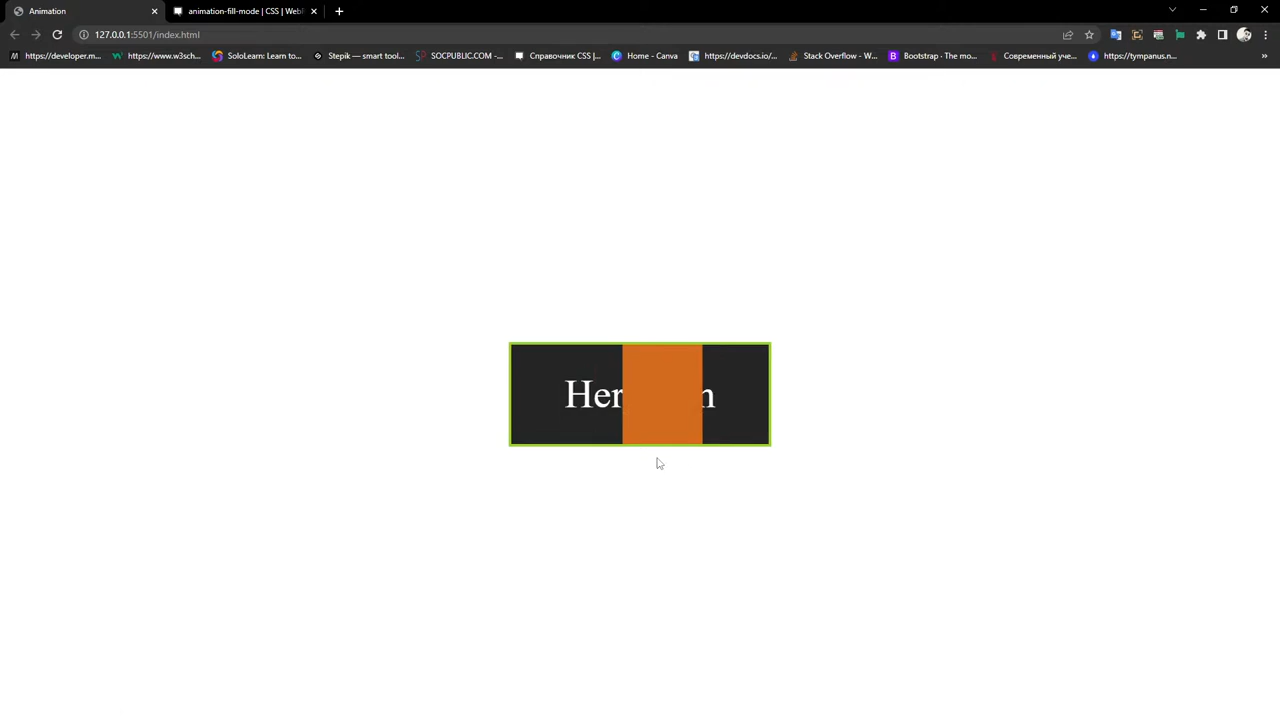 Animation
animation-fill-mode | CSS | WebR
127.0.0.1:5501/index.html
https://developer.m...
https://www.w3sch...
SoloLearn: Learn to...
Stepik — smart tool...
SOCPUBLIC.COM -...
Справочник CSS |...
Home - Canva
https://devdocs.io/...
Stack Overflow - W...
Bootstrap · The mo...
Современный уче...
https://tympanus.n...
»
Her n